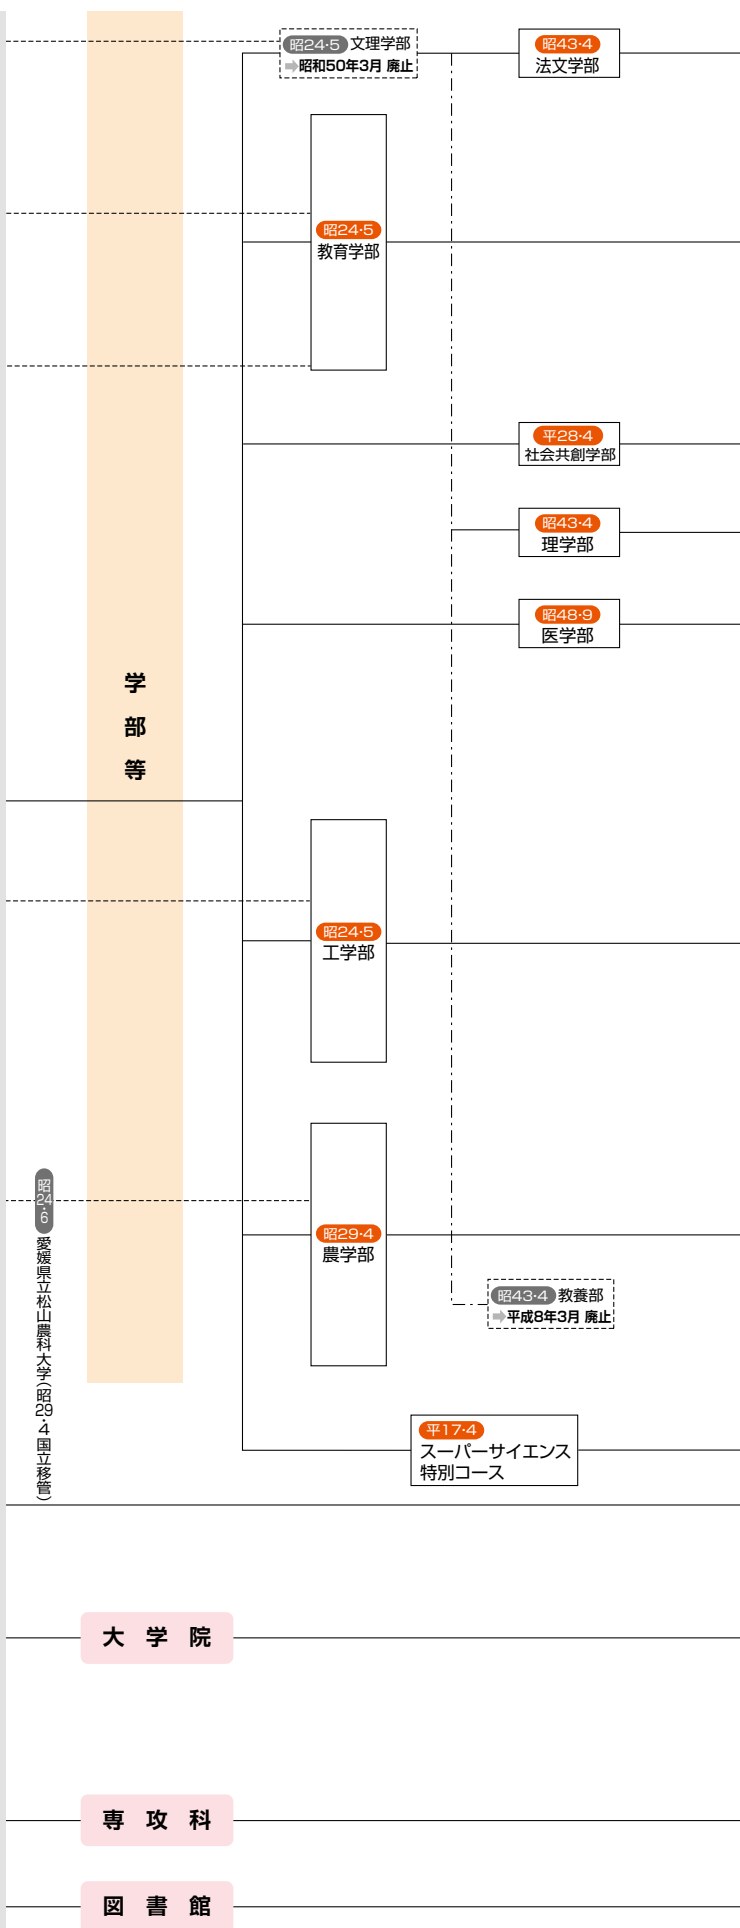 昭24·5 文理学部
➡昭和50年3月 廃止
昭43·4
法文学部
昭24·5
教育学部
平28·4
社会共創学部
昭43·4
理学部
昭48·9
医学部
学部等
昭24·5
工学部
昭24·6 愛媛県立松山農科大学(昭29·4国立移管)
昭29·4
農学部
昭43·4 教養部
➡平成8年3月 廃止
平17·4
スーパーサイエンス
特別コース
大学院
専攻科
図書館